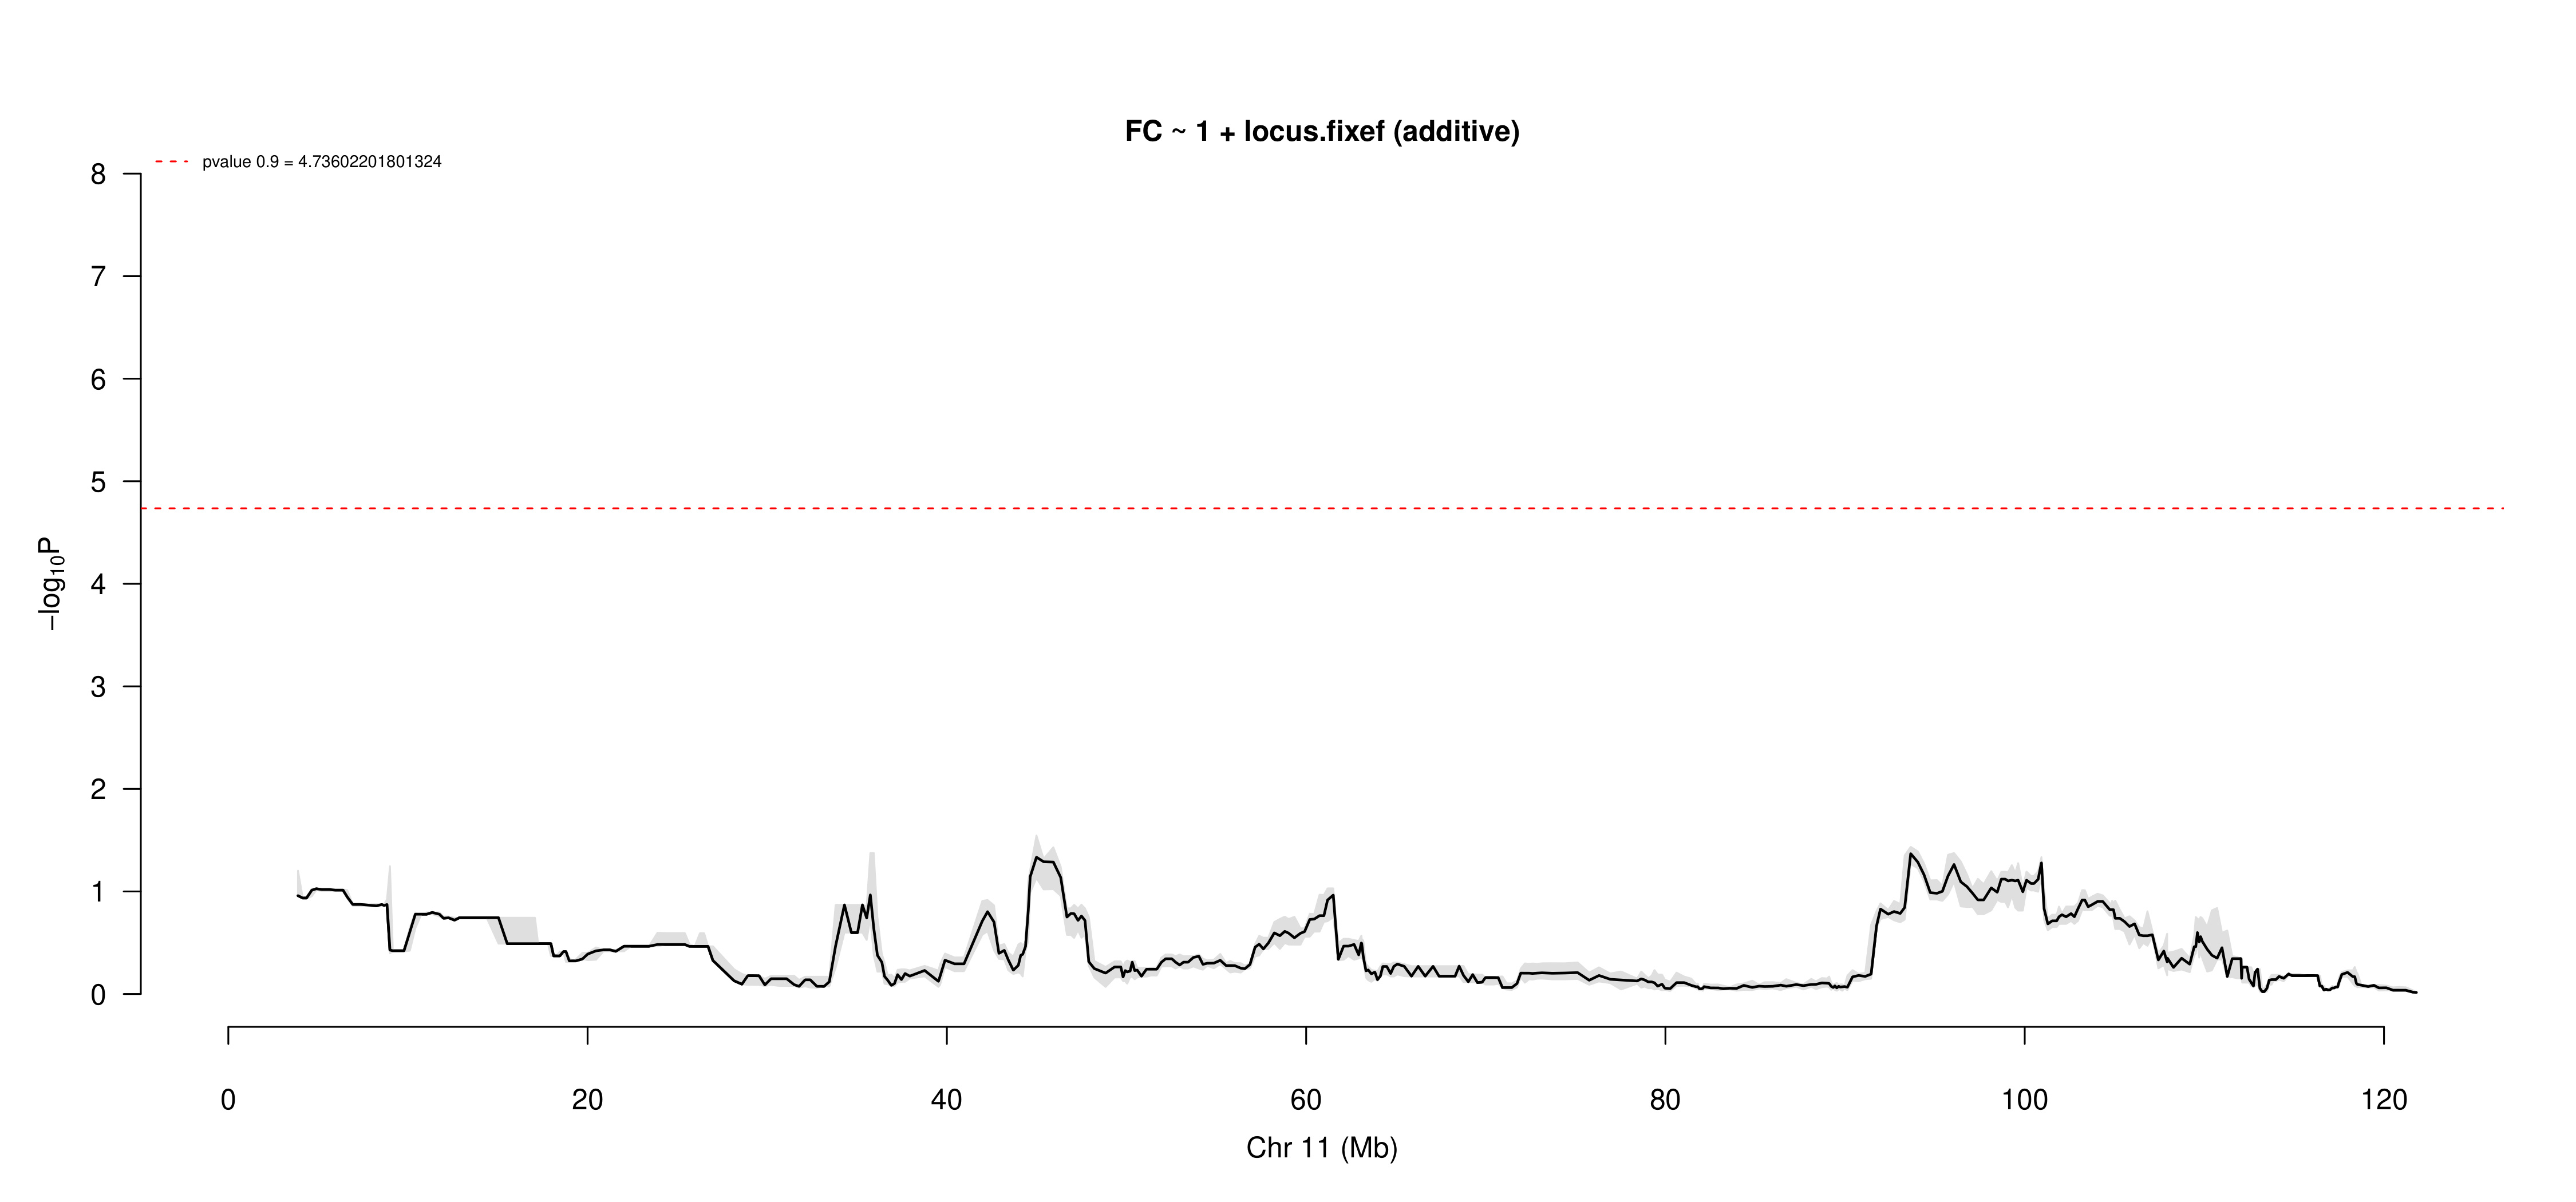 FC ~ 1 + locus.fixef (additive)
pvalue 0.9 = 4.73602201801324
8
7
6
5
4
3
2
1
0
−log10P
0 20 40 60 80 100 120
Chr 11 (Mb)